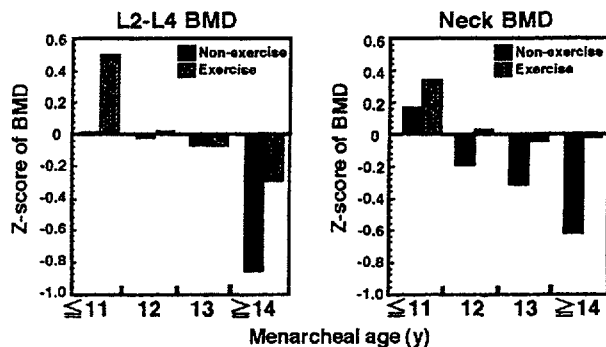 L2-L4 BMD
Z-score of BMD
0.6
0.4
0.2
0
-0.2
-0.4
-0.6
-0.8
-1.0
Non-exercise
Exercise
≦11 12 13 ≧14
Neck BMD
Z-score of BMD
0.6
0.4
0.2
0
-0.2
-0.4
-0.6
-0.8
-1.0
Non-exercise
Exercise
≦11 12 13 ≧14
Menarcheal age (y)